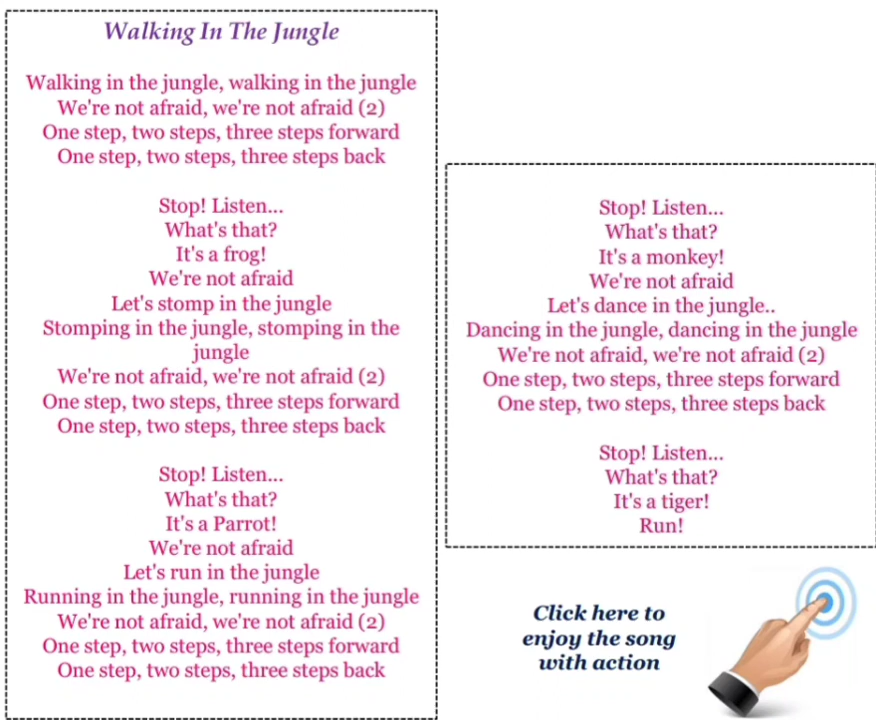 Walking In The Jungle
Walking in the jungle, walking in the jungle
We're not afraid, we're not afraid (2)
One step, two steps, three steps forward
One step, two steps, three steps back
Stop! Listen...
What's that?
It's a frog!
We're not afraid
Let's stomp in the jungle
Stomping in the jungle, stomping in the
jungle
We're not afraid, we're not afraid (2)
One step, two steps, three steps forward
One step, two steps, three steps back
Stop! Listen...
What's that?
It's a Parrot!
We're not afraid
Let's run in the jungle
Running in the jungle, running in the jungle
We're not afraid, we're not afraid (2)
One step, two steps, three steps forward
One step, two steps, three steps back
Stop! Listen...
What's that?
It's a monkey!
We're not afraid
Let's dance in the jungle..
Dancing in the jungle, dancing in the jungle
We're not afraid, we're not afraid (2)
One step, two steps, three steps forward
One step, two steps, three steps back
Stop! Listen...
What's that?
It's a tiger!
Run!
Click here to
enjoy the song
with action